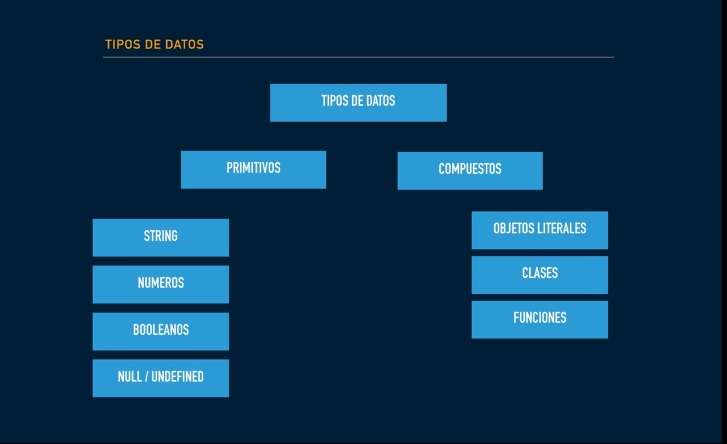 TIPOS DE DATOS
TIPOS DE DATOS
PRIMITIVOS
COMPUESTOS
STRING
NUMEROS
BOOLEANOS
NULL / UNDEFINED
OBJETOS LITERALES
CLASES
FUNCIONES